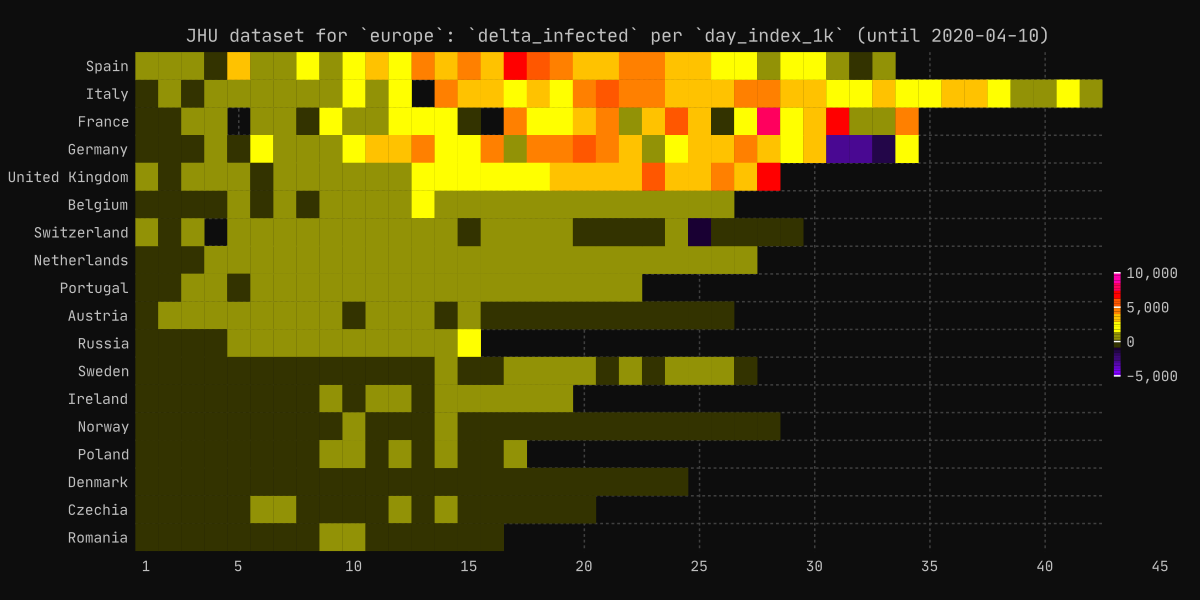 JHU dataset for `europe`: `delta_infected` per `day_index_1k` (until 2020-04-10)
Spain
Italy
France
Germany
United Kingdom
Belgium
Switzerland
Netherlands
Portugal
Austria
Russia
Sweden
Ireland
Norway
Poland
Denmark
Czechia
Romania
10,000
5,000
0
-5,000
1 5 10 15 20 25 30 35 40 45